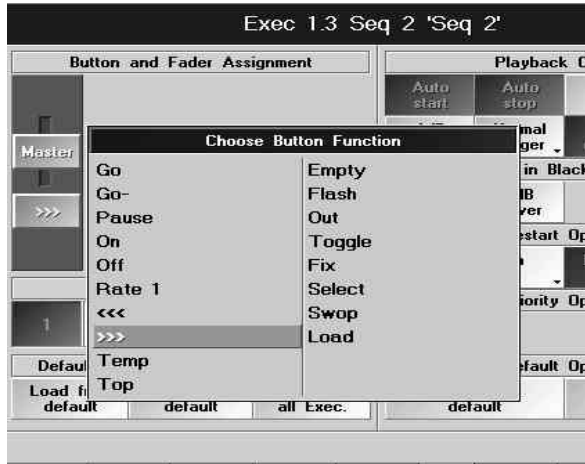 Exec 1.3 Seq 2 'Seq 2'
Button and Fader Assignment
Playback
Auto start
Auto stop
Master
>>>
Choose Button Function
Go
Go-
Pause
On
Off
Rate 1
<<<
>>>
Temp
Top
Empty
Flash
Out
Toggle
Fix
Select
Swop
Load
in
1
Load
default
default
all Exec.
default